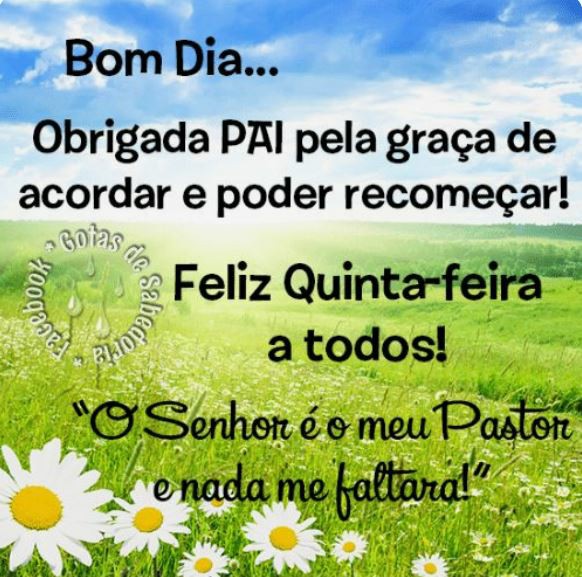 Bom Dia...
Obrigada PAI pela graça de
acordar e poder recomeçar!
* Facebook * Gotas de Sabedoria
Feliz Quinta-feira
a todos!
"O Senhor é o meu Pastor
e nada me faltará!"